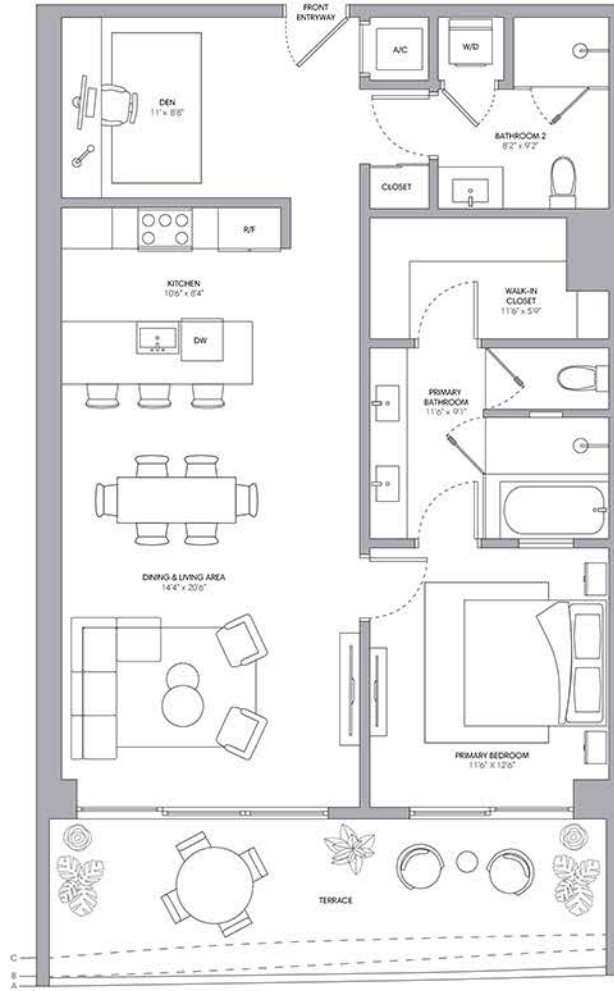 FRONT
ENTRYWAY
A/C
W/D
DEN
11' x 8'8"
BATHROOM 2
8'2" x 9'2"
CLOSET
R/F
KITCHEN
10'6" x 8'4"
WALK-IN
CLOSET
11'6" x 5'9"
DW
PRIMARY
BATHROOM
11'6" x 9'1"
DINING & LIVING AREA
14'4" x 20'6"
PRIMARY BEDROOM
11'6" X 12'6"
TERRACE
C
B
A